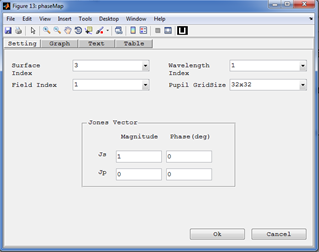 Figure 13: phaseMap
File Edit View Insert Tools Desktop Window Help
Setting Graph Text Table
Surface Index 3 Wavelength Index 1
Field Index 1 Pupil GridSize 32x32
Jones Vector
Magnitude Phase(deg)
Js 1 0
Jp 0 0
Ok Cancel